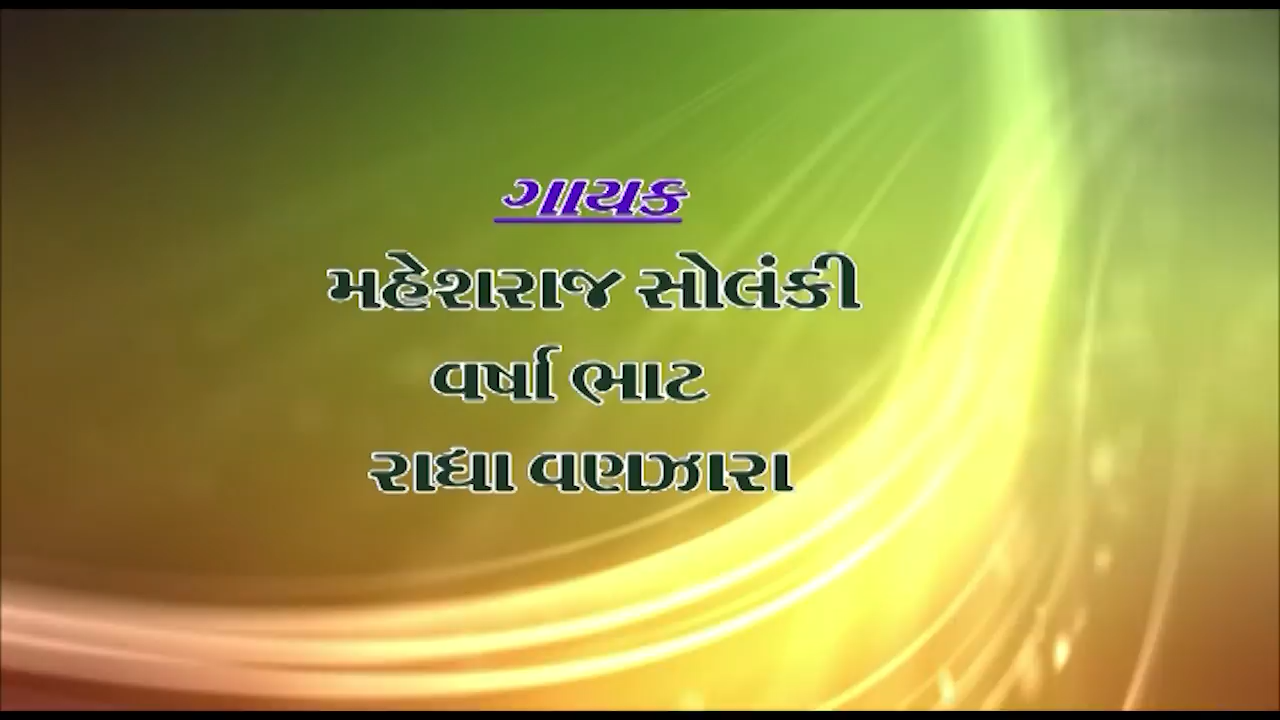 ગાયક
મહેશરાજ સોલંકી
વર્ષા ભાટ
રાધા વણઝારા